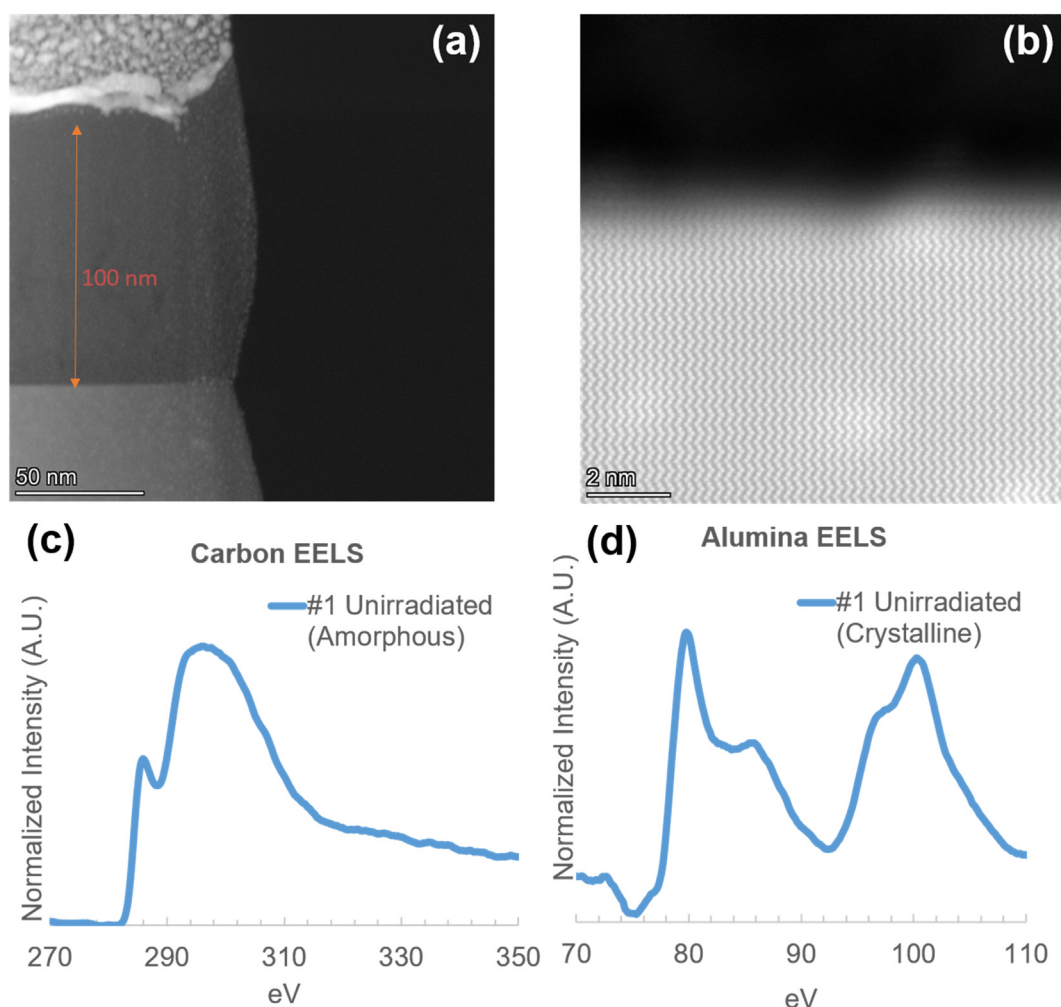 (a)
100 nm
50 nm
(b)
2 nm
(c)
Carbon EELS
#1 Unirradiated
(Amorphous)
Normalized Intensity (A.U.)
270 290 310 330 350
eV
(d)
Alumina EELS
#1 Unirradiated
(Crystalline)
Normalized Intensity (A.U.)
70 80 90 100 110
eV